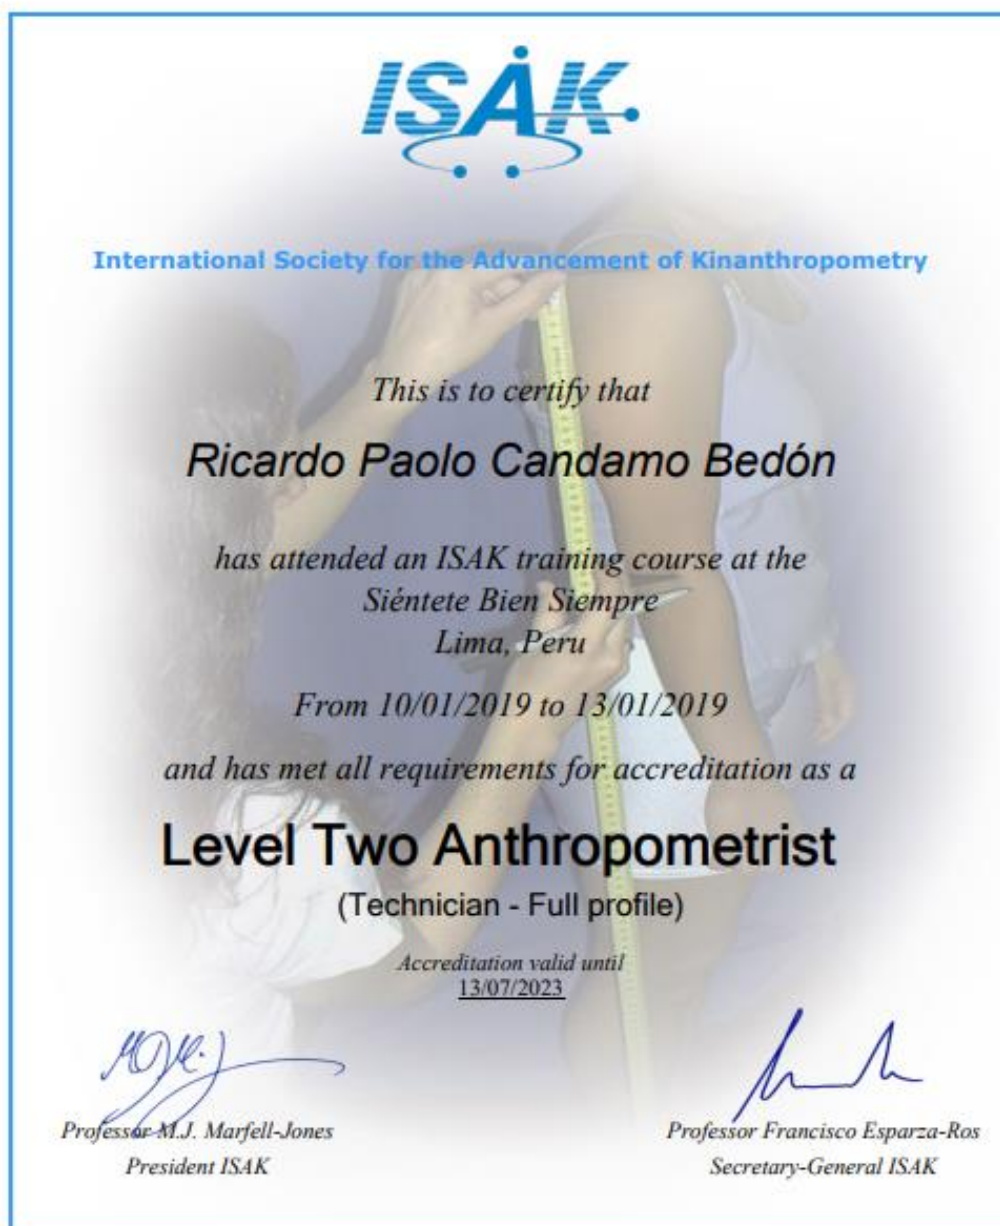 ISAK
International Society for the Advancement of Kinanthropometry
This is to certify that
Ricardo Paolo Candamo Bedón
has attended an ISAK training course at the
Siéntete Bien Siempre
Lima, Peru
From 10/01/2019 to 13/01/2019
and has met all requirements for accreditation as a
Level Two Anthropometrist
(Technician - Full profile)
Accreditation valid until
13/07/2023
Professor M.J. Marfell-Jones
President ISAK
Professor Francisco Esparza-Ros
Secretary-General ISAK